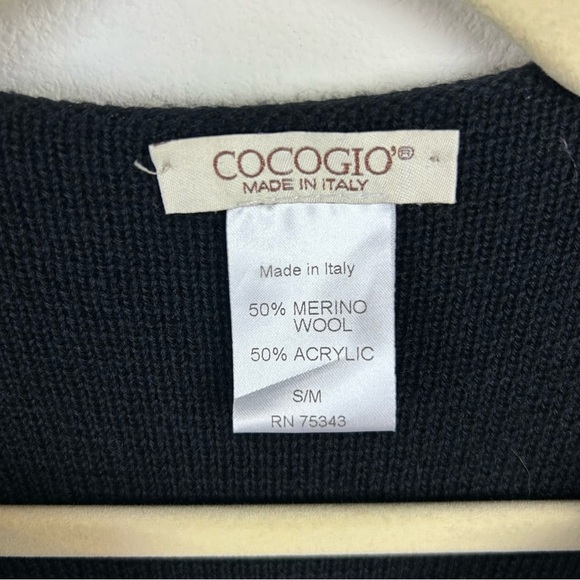 COCOGIO'®
MADE IN ITALY
Made in Italy
50% MERINO
WOOL
50% ACRYLIC
S/M
RN 75343